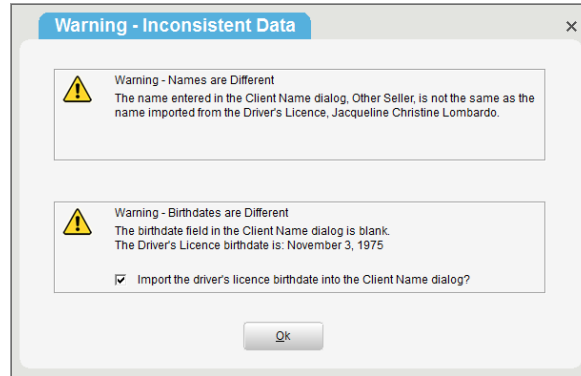 Warning - Inconsistent Data
Warning - Names are Different
The name entered in the Client Name dialog, Other Seller, is not the same as the
name imported from the Driver's Licence, Jacqueline Christine Lombardo.
Warning - Birthdates are Different
The birthdate field in the Client Name dialog is blank.
The Driver's Licence birthdate is: November 3, 1975
Import the driver's licence birthdate into the Client Name dialog?
Ok